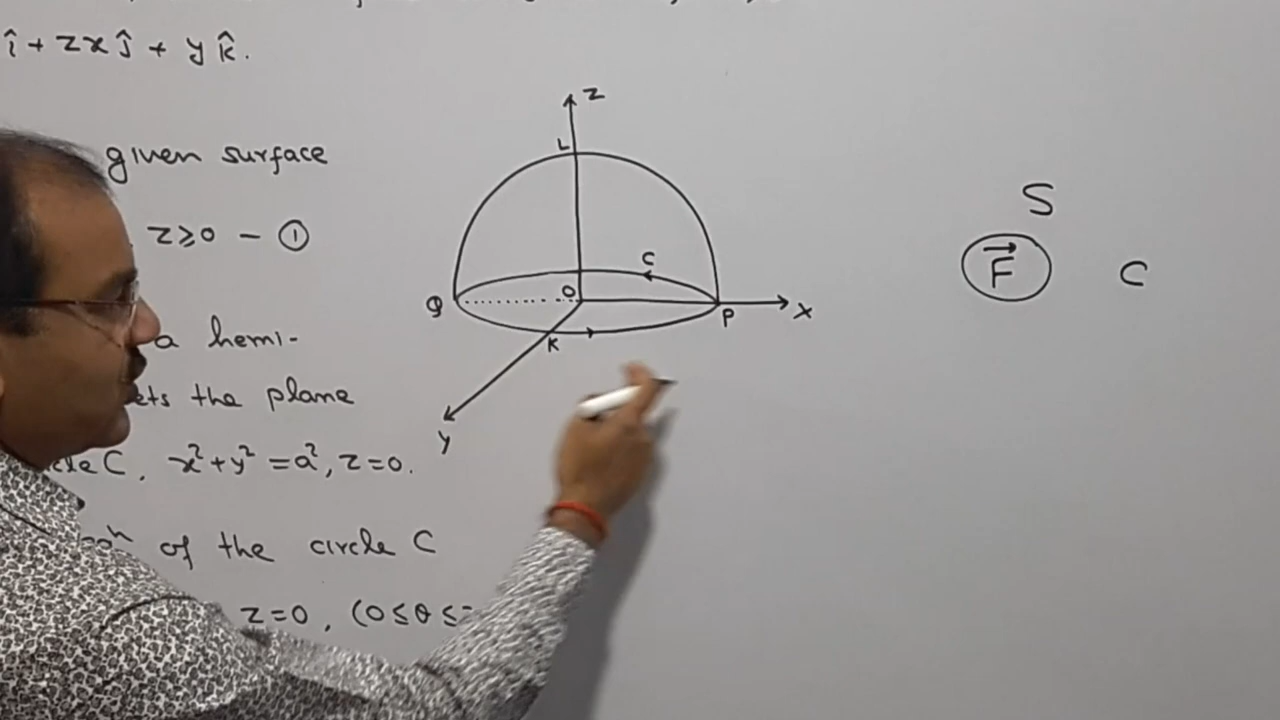 î + zx ĵ + y k̂.
given surface
z≥0 - ①
a hemi-
the plane
C, x²+y²=a², z=0.
of the circle C
z=0, (0≤θ≤
Z
L
C
O
Q
P
X
K
y
S
F⃗
C